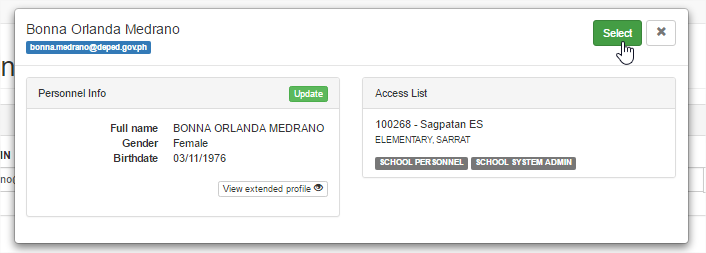 Bonna Orlanda Medrano
bonna.medrano@deped.gov.ph
Select
Personnel Info
Update
Full name BONNA ORLANDA MEDRANO
Gender Female
Birthdate 03/11/1976
View extended profile
Access List
100268 - Sagpatan ES
ELEMENTARY, SARRAT
SCHOOL PERSONNEL SCHOOL SYSTEM ADMIN